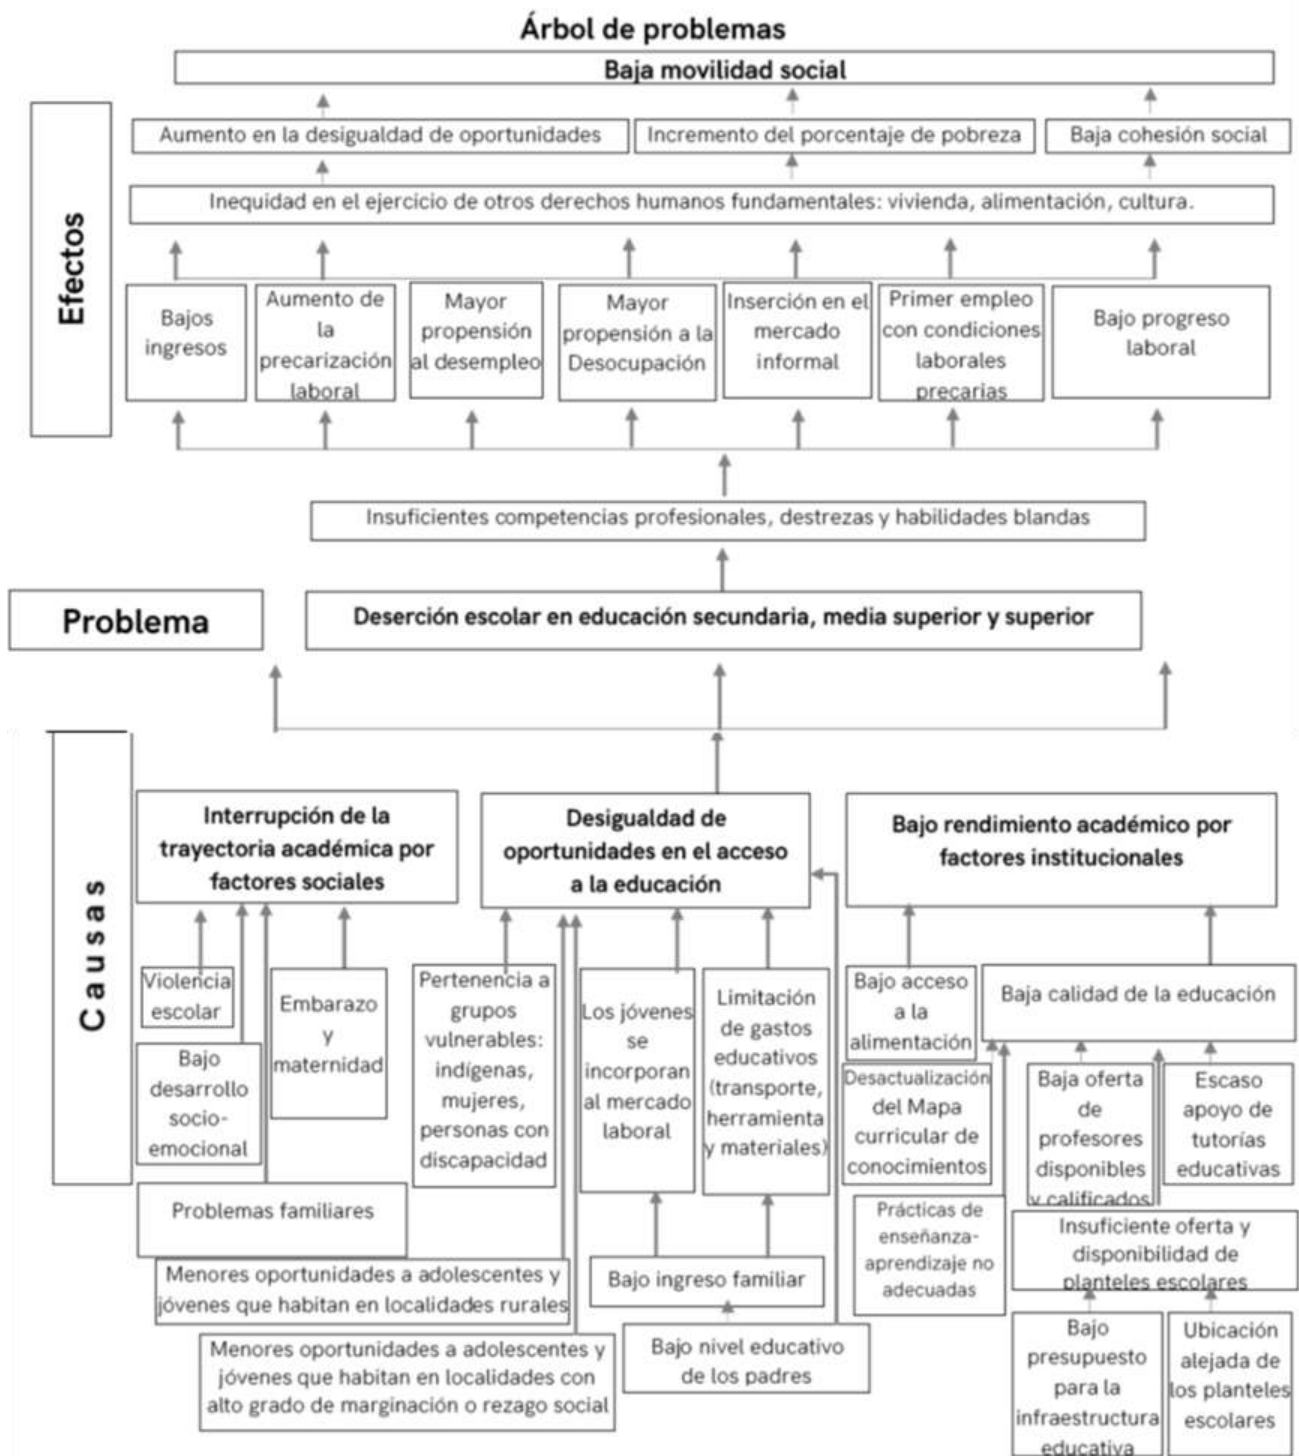 Árbol de problemas
Baja movilidad social
Efectos
Aumento en la desigualdad de oportunidades
Incremento del porcentaje de pobreza
Baja cohesión social
Inequidad en el ejercicio de otros derechos humanos fundamentales: vivienda, alimentación, cultura.
Bajos
ingresos
Aumento de
la
precarización
laboral
Mayor
propensión
al desempleo
Mayor
propensión a la
Desocupación
Inserción en el
mercado
informal
Primer empleo
con condiciones
laborales
precarias
Bajo progreso
laboral
Insuficientes competencias profesionales, destrezas y habilidades blandas
Problema
Deserción escolar en educación secundaria, media superior y superior
Causas
Interrupción de la
trayectoria académica por
factores sociales
Desigualdad de
oportunidades en el acceso
a la educación
Bajo rendimiento académico por
factores institucionales
Violencia
escolar
Embarazo
y
maternidad
Bajo
desarrollo
socio-
emocional
Problemas familiares
Pertenencia a
grupos
vulnerables:
indígenas,
mujeres,
personas con
discapacidad
Los jóvenes
se
incorporan
al mercado
laboral
Limitación
de gastos
educativos
(transporte,
herramienta
y materiales)
Menores oportunidades a adolescentes y
jóvenes que habitan en localidades rurales
Menores oportunidades a adolescentes y
jóvenes que habitan en localidades con
alto grado de marginación o rezago social
Bajo ingreso familiar
Bajo nivel educativo
de los padres
Bajo acceso
a la
alimentación
Baja calidad de la educación
Desactualización
del Mapa
curricular de
conocimientos
Baja oferta
de
profesores
disponibles
y calificados
Escaso
apoyo de
tutorías
educativas
Prácticas de
enseñanza-
aprendizaje no
adecuadas
Insuficiente oferta y
disponibilidad de
planteles escolares
Bajo
presupuesto
para la
infraestructura
educativa
Ubicación
alejada de
los planteles
escolares